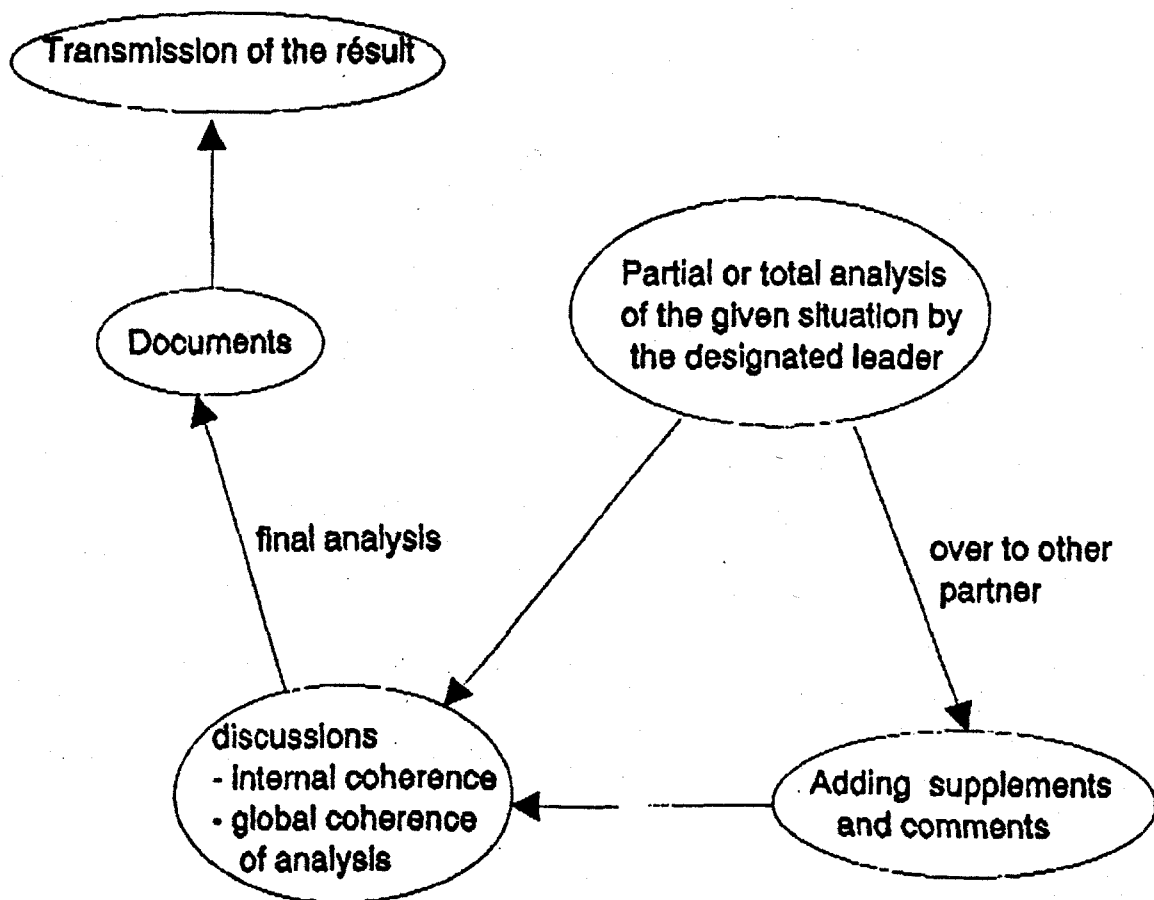 Transmission of the résult
Partial or total analysis
of the given situation by
the designated leader
Documents
final analysis
over to other
partner
discussions
- internal coherence
- global coherence
of analysis
Adding supplements
and comments